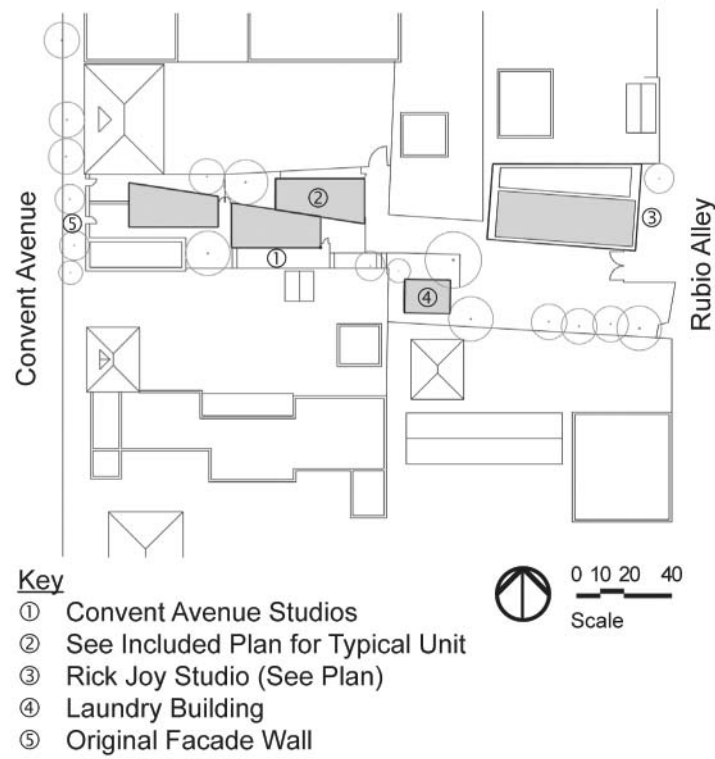 ②
③
⑤
①
④
Convent Avenue
Rubio Alley
Key
① Convent Avenue Studios
② See Included Plan for Typical Unit
③ Rick Joy Studio (See Plan)
④ Laundry Building
⑤ Original Facade Wall
0 10 20 40
Scale